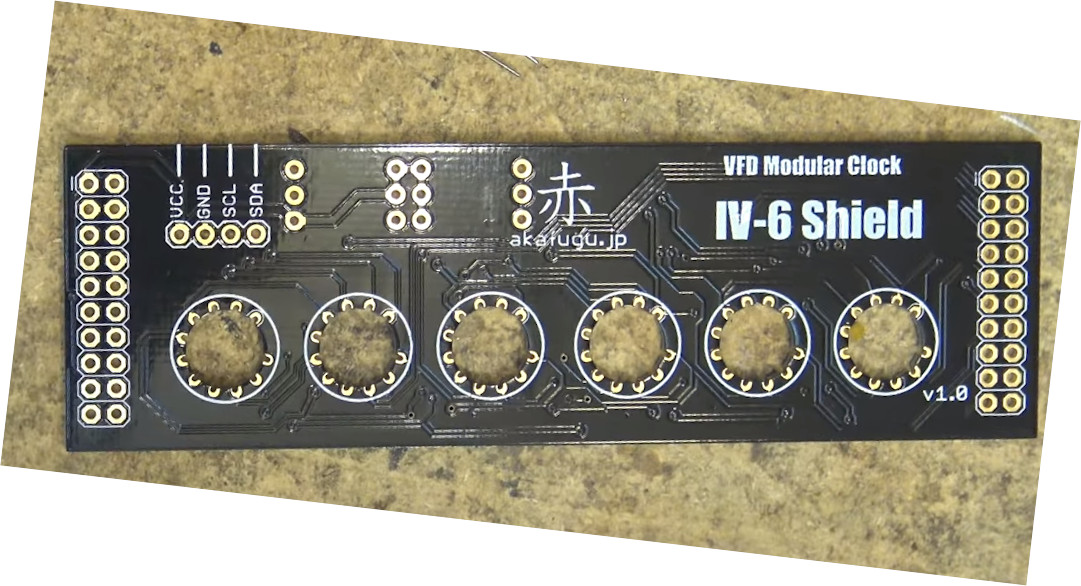 VCC
GND
SCL
SDA
赤
akafugu.jp
VFD Modular Clock
IV-6 Shield
v1.0